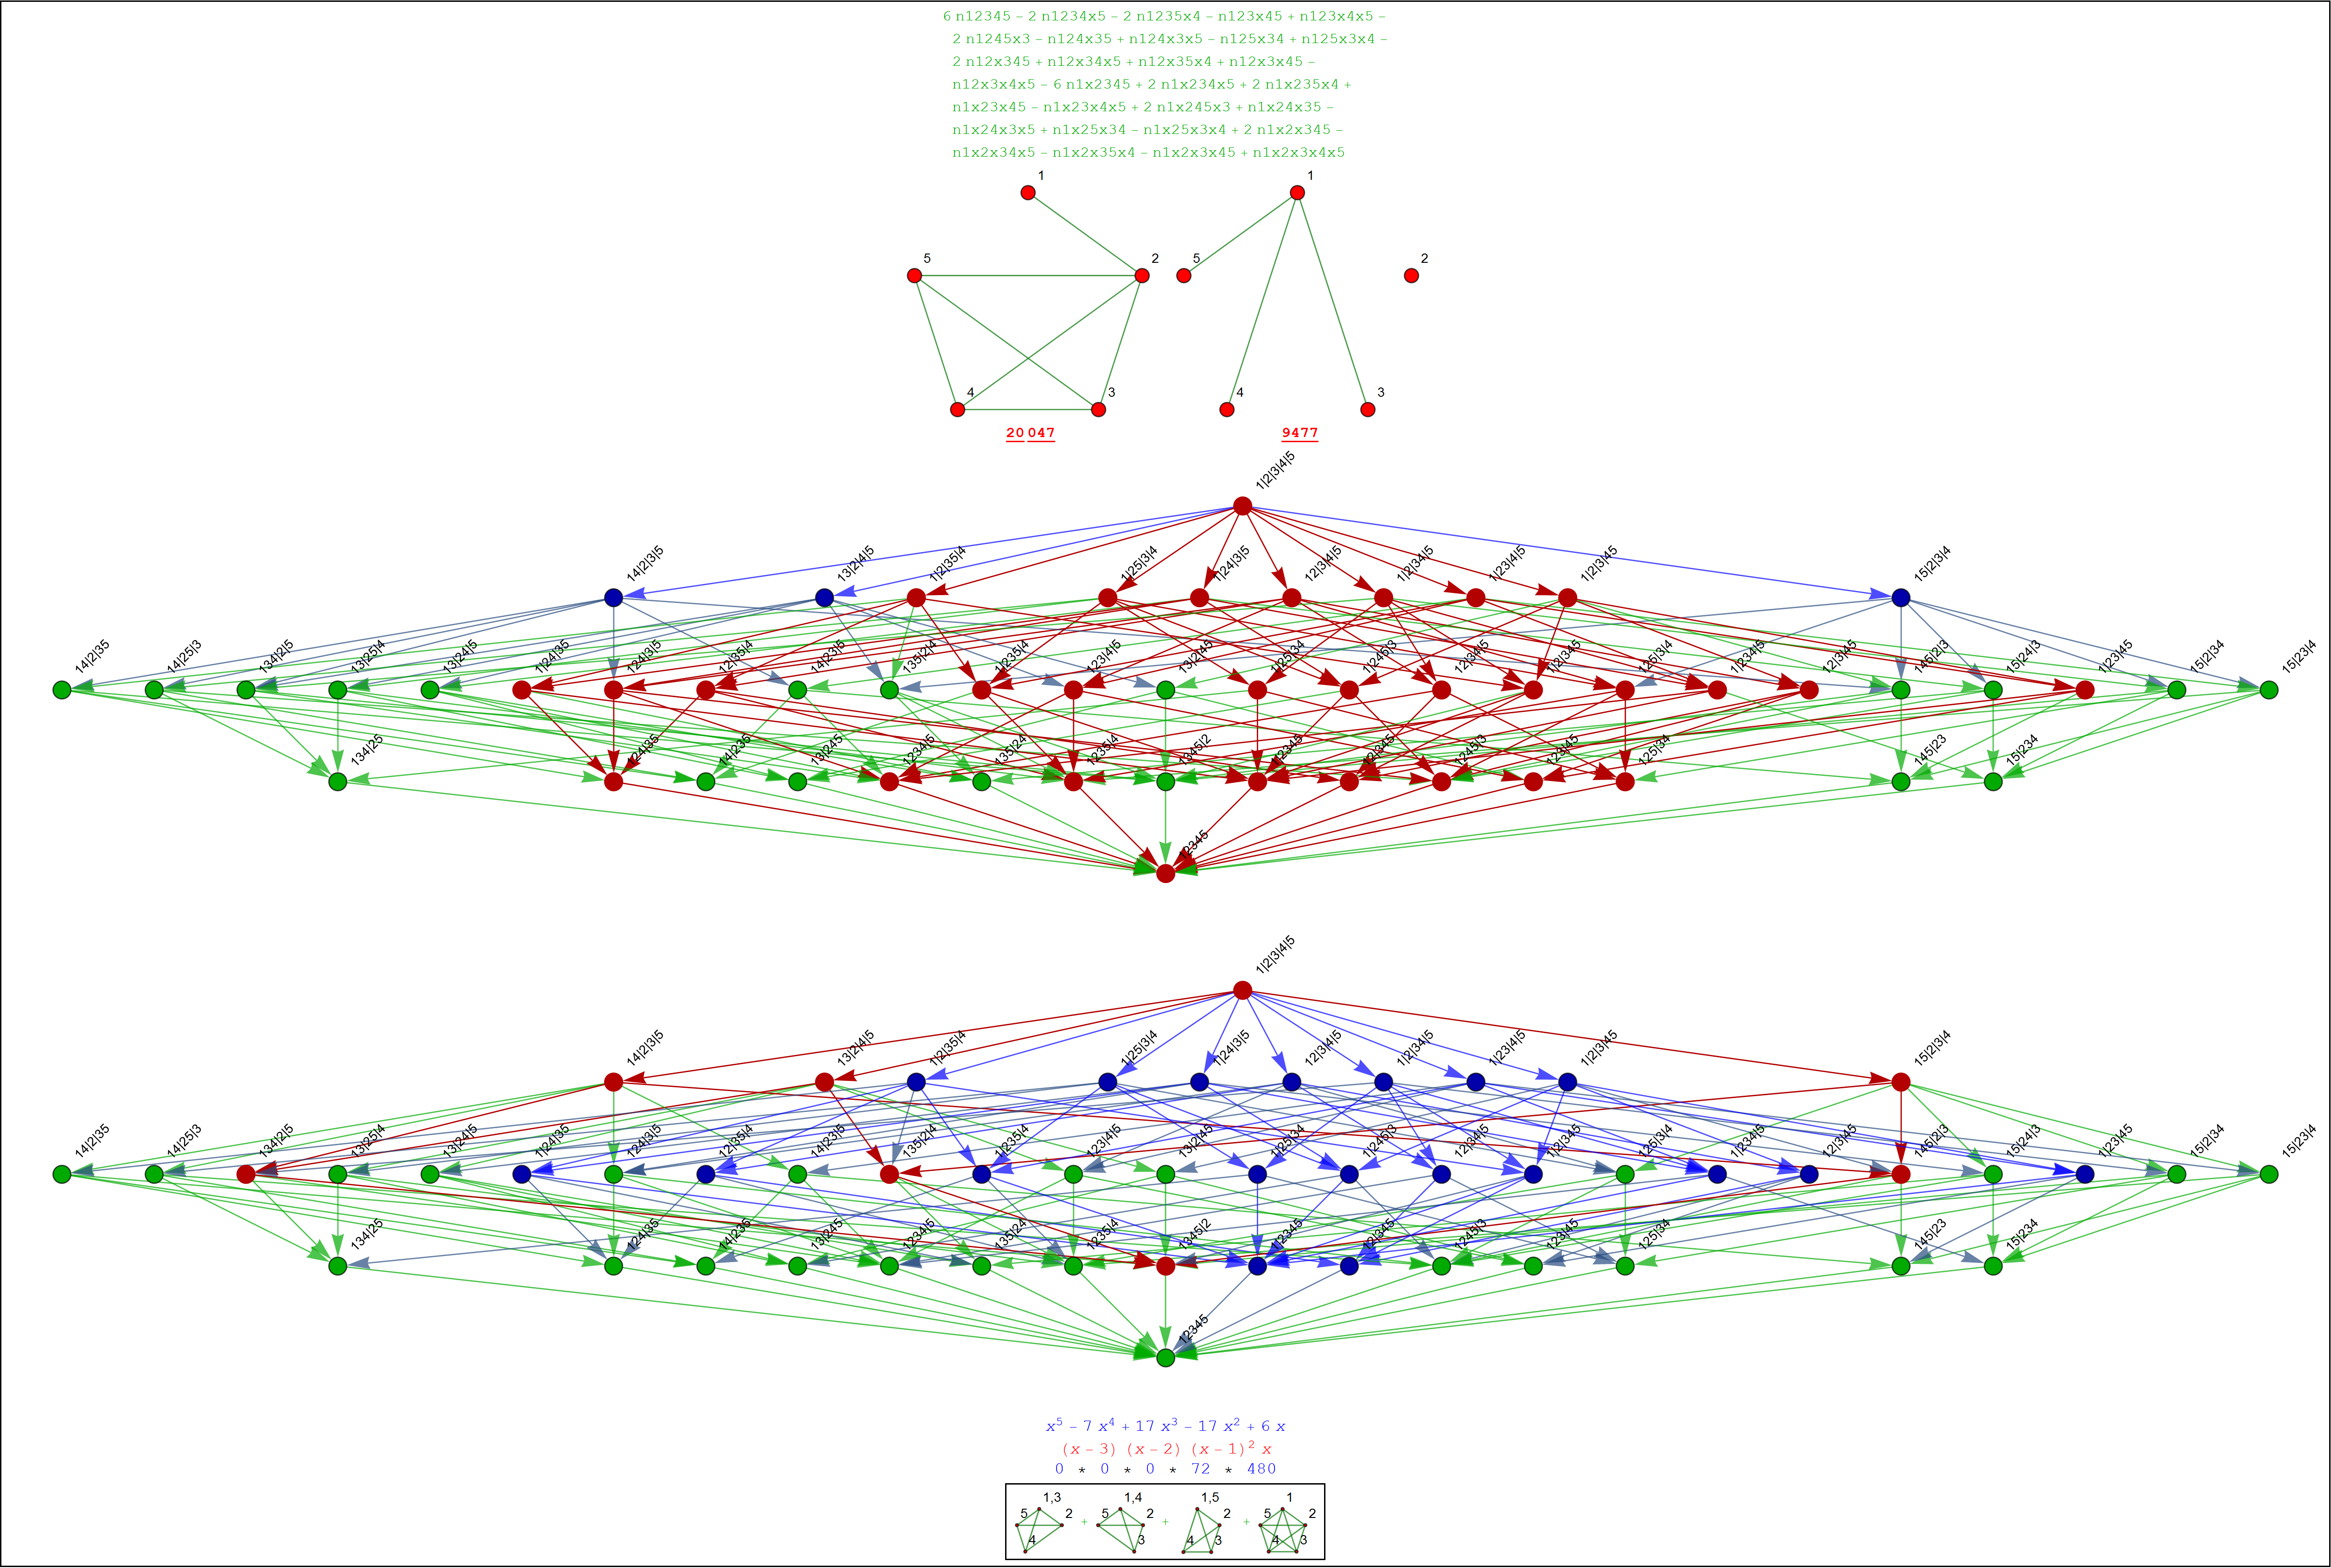 6 n12345 – 2 n1234x5 – 2 n1235x4 – n123x45 + n123x4x5 –
2 n1245x3 – n124x35 + n124x3x5 – n125x34 + n125x3x4 –
2 n12x345 + n12x34x5 + n12x35x4 + n12x3x45 –
n12x3x4x5 – 6 n1x2345 + 2 n1x234x5 + 2 n1x235x4 +
n1x23x45 – n1x23x4x5 + 2 n1x245x3 + n1x24x35 –
n1x24x3x5 + n1x25x34 – n1x25x3x4 + 2 n1x2x345 –
n1x2x34x5 – n1x2x35x4 – n1x2x3x45 + n1x2x3x4x5
1 1
5 2 5 2
4 3 4 3
20 047 9477
1|2|3|4|5
14|2|3|5 13|2|4|5 1|2|35|4 1|25|3|4 1|24|3|5 12|3|4|5 1|2|34|5 1|23|4|5 1|2|3|45 15|2|3|4
14|2|35 14|25|3 134|2|5 13|25|4 13|24|5 1|24|35 124|3|5 12|35|4 14|23|5 135|2|4 1|235|4 123|4|5 13|2|45 1|25|34 1|245|3 12|34|5 1|2|345 125|3|4 1|234|5 12|3|45 145|2|3 15|24|3 1|23|45 15|2|34 15|23|4
134|25 124|35 14|235 13|245 1234|5 135|24 1235|4 1345|2 1|2345 12|345 1245|3 123|45 125|34 145|23 15|234
12345
1|2|3|4|5
14|2|3|5 13|2|4|5 1|2|35|4 1|25|3|4 1|24|3|5 12|3|4|5 1|2|34|5 1|23|4|5 1|2|3|45 15|2|3|4
14|2|35 14|25|3 134|2|5 13|25|4 13|24|5 1|24|35 124|3|5 12|35|4 14|23|5 135|2|4 1|235|4 123|4|5 13|2|45 1|25|34 1|245|3 12|34|5 1|2|345 125|3|4 1|234|5 12|3|45 145|2|3 15|24|3 1|23|45 15|2|34 15|23|4
134|25 124|35 14|235 13|245 1234|5 135|24 1235|4 1345|2 1|2345 12|345 1245|3 123|45 125|34 145|23 15|234
12345
x⁵ – 7 x⁴ + 17 x³ – 17 x² + 6 x
(x – 3) (x – 2) (x – 1)² x
0 * 0 * 0 * 72 * 480
1,3 1,4 1,5 1
5 2 + 5 2 + 2 + 5 2
4 3 4 3 4 3